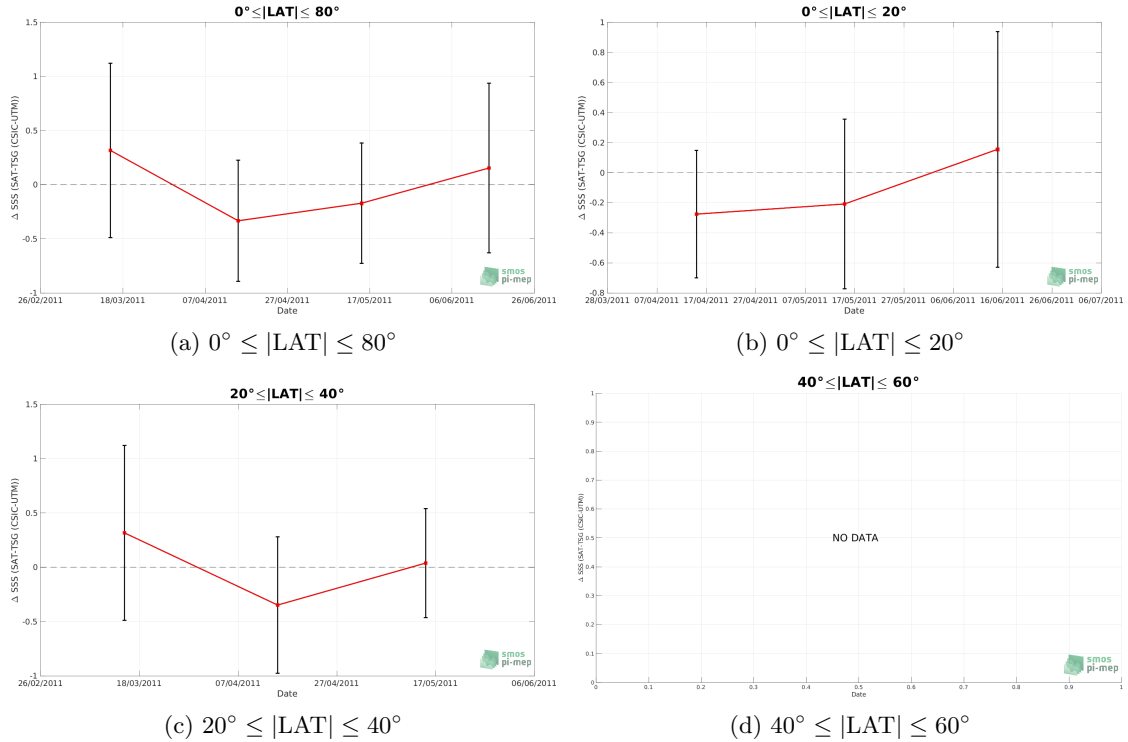 0°≤|LAT|≤ 80°
1.5
1
0.5
0
-0.5
-1
Δ SSS (SAT-TSG (CSIC-UTM))
26/02/2011 18/03/2011 07/04/2011 27/04/2011 17/05/2011 06/06/2011 26/06/2011
Date
smos
pi-mep
(a) 0° ≤ |LAT| ≤ 80°
0°≤|LAT|≤ 20°
1
0.8
0.6
0.4
0.2
0
-0.2
-0.4
-0.6
-0.8
Δ SSS (SAT-TSG (CSIC-UTM))
28/03/2011 07/04/2011 17/04/2011 27/04/2011 07/05/2011 17/05/2011 27/05/2011 06/06/2011 16/06/2011 26/06/2011 06/07/2011
Date
smos
pi-mep
(b) 0° ≤ |LAT| ≤ 20°
20°≤|LAT|≤ 40°
1.5
1
0.5
0
-0.5
-1
Δ SSS (SAT-TSG (CSIC-UTM))
26/02/2011 18/03/2011 07/04/2011 27/04/2011 17/05/2011 06/06/2011
Date
smos
pi-mep
(c) 20° ≤ |LAT| ≤ 40°
40°≤|LAT|≤ 60°
1
0.9
0.8
0.7
0.6
0.5
0.4
0.3
0.2
0.1
0
Δ SSS (SAT-TSG (CSIC-UTM))
NO DATA
0 0.1 0.2 0.3 0.4 0.5 0.6 0.7 0.8 0.9 1
Date
smos
pi-mep
(d) 40° ≤ |LAT| ≤ 60°